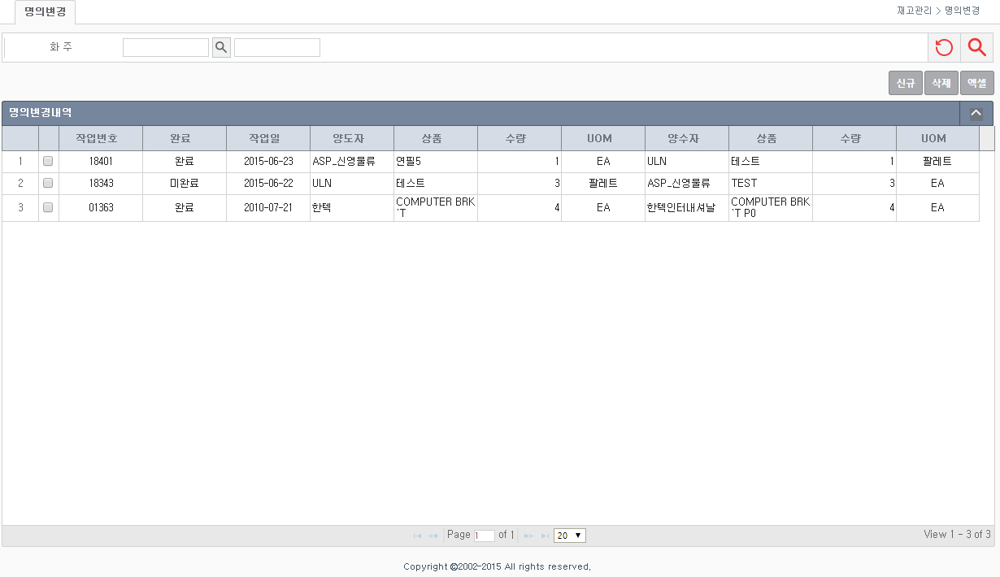 명의변경
재고관리 > 명의변경
화 주
신규 삭제 엑셀
명의변경내역
작업번호 완료 작업일 양도자 상품 수량 UOM 양수자 상품 수량 UOM
1 18401 완료 2015-06-23 ASP_신영물류 연필5 1 EA ULN 테스트 1 팔레트
2 18343 미완료 2015-06-22 ULN 테스트 3 팔레트 ASP_신영물류 TEST 3 EA
3 01363 완료 2010-07-21 한텍 COMPUTER BRK'T 4 EA 한텍인터내셔날 COMPUTER BRK'T P0 4 EA
Page 1 of 1 20 View 1 - 3 of 3
Copyright ©2002-2015 All rights reserved.